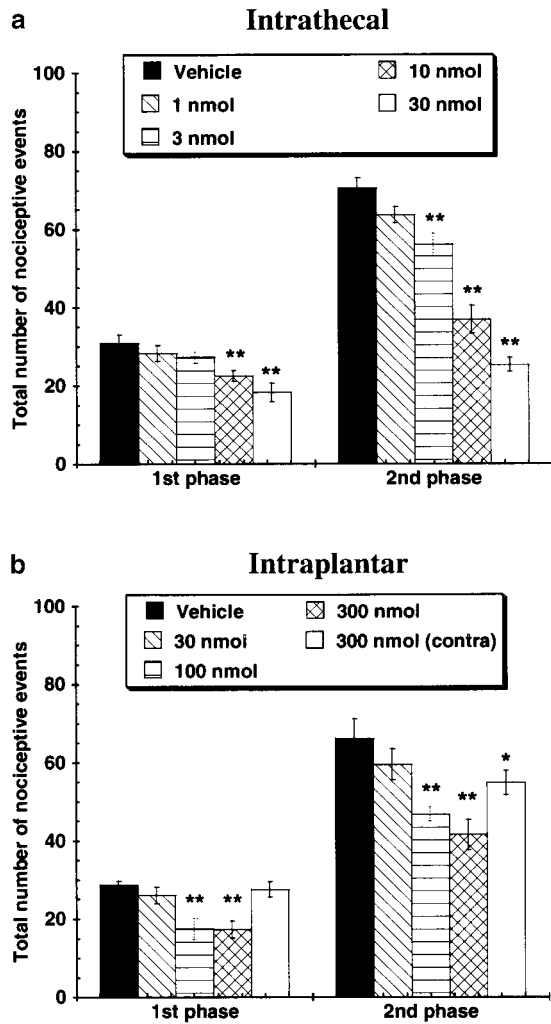 a
Intrathecal
Total number of nociceptive events
100
80
60
40
20
0
Vehicle
1 nmol
3 nmol
10 nmol
30 nmol
** **
** ** **
1st phase
2nd phase
b
Intraplantar
Total number of nociceptive events
100
80
60
40
20
0
Vehicle
30 nmol
100 nmol
300 nmol
300 nmol (contra)
** **
** ** *
1st phase
2nd phase